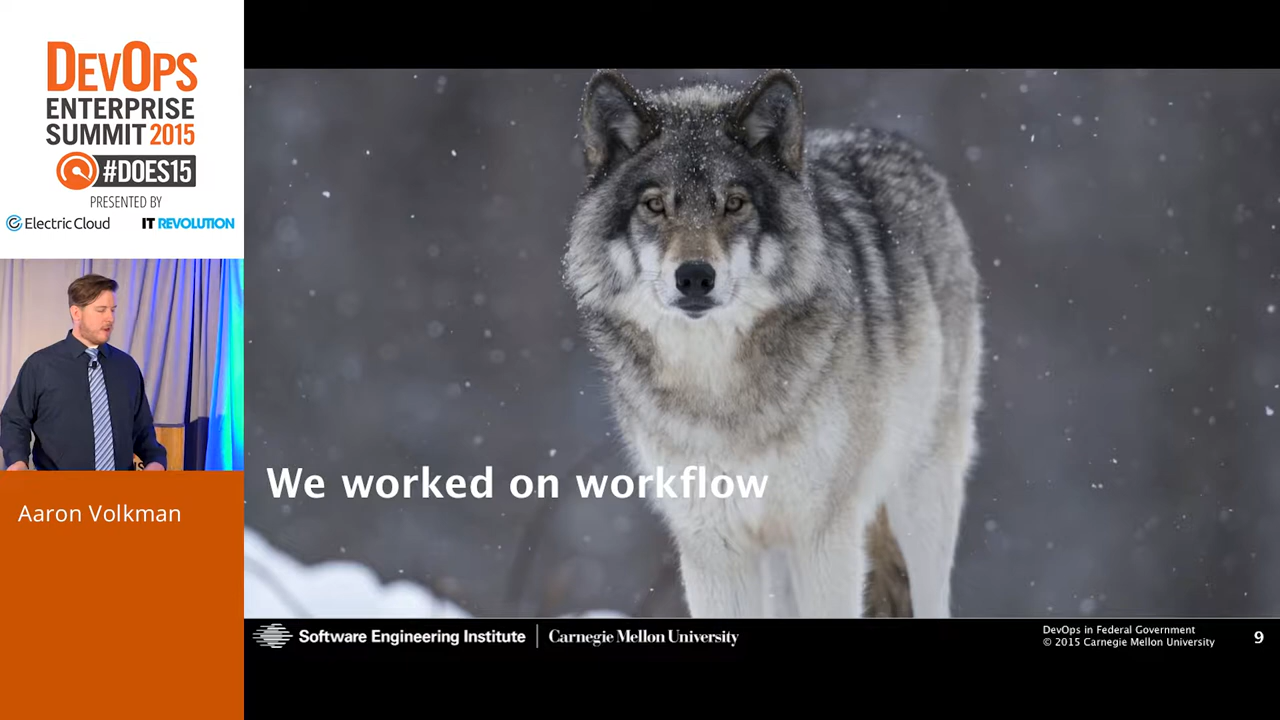 DEVOPS
ENTERPRISE
SUMMIT 2015
#DOES15
PRESENTED BY
Electric Cloud
IT REVOLUTION
Aaron Volkman
We worked on workflow
Software Engineering Institute
Carnegie Mellon University
DevOps in Federal Government
© 2015 Carnegie Mellon University
9